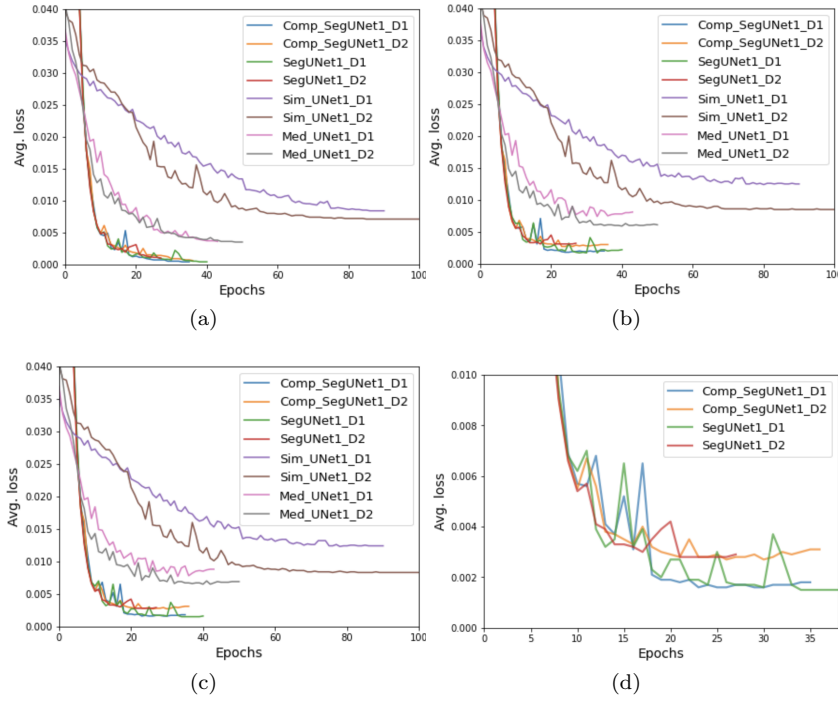 0.040
0.035
0.030
0.025
0.020
0.015
0.010
0.005
0.000
Avg. loss
0 20 40 60 80 100
Epochs
Comp_SegUNet1_D1
Comp_SegUNet1_D2
SegUNet1_D1
SegUNet1_D2
Sim_UNet1_D1
Sim_UNet1_D2
Med_UNet1_D1
Med_UNet1_D2
(a)
0.040
0.035
0.030
0.025
0.020
0.015
0.010
0.005
0.000
Avg. loss
0 20 40 60 80 100
Epochs
Comp_SegUNet1_D1
Comp_SegUNet1_D2
SegUNet1_D1
SegUNet1_D2
Sim_UNet1_D1
Sim_UNet1_D2
Med_UNet1_D1
Med_UNet1_D2
(b)
0.040
0.035
0.030
0.025
0.020
0.015
0.010
0.005
0.000
Avg. loss
0 20 40 60 80 100
Epochs
Comp_SegUNet1_D1
Comp_SegUNet1_D2
SegUNet1_D1
SegUNet1_D2
Sim_UNet1_D1
Sim_UNet1_D2
Med_UNet1_D1
Med_UNet1_D2
(c)
0.010
0.008
0.006
0.004
0.002
0.000
Avg. loss
0 5 10 15 20 25 30 35
Epochs
Comp_SegUNet1_D1
Comp_SegUNet1_D2
SegUNet1_D1
SegUNet1_D2
(d)